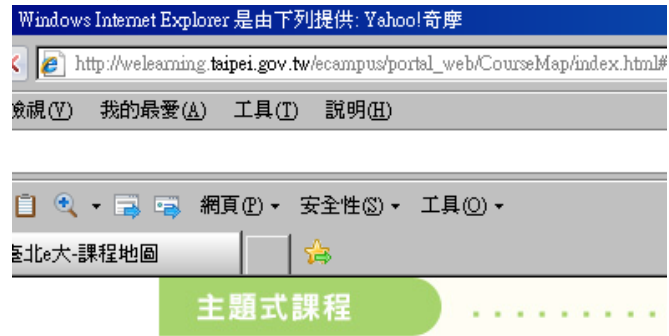 Windows Internet Explorer 是由下列提供: Yahoo!奇摩
http://welearning.taipei.gov.tw/ecampus/portal_web/CourseMap/index.html#
檢視(V) 我的最愛(A) 工具(T) 說明(H)
網頁(P) 安全性(S) 工具(O)
臺北e大-課程地圖
主題式課程